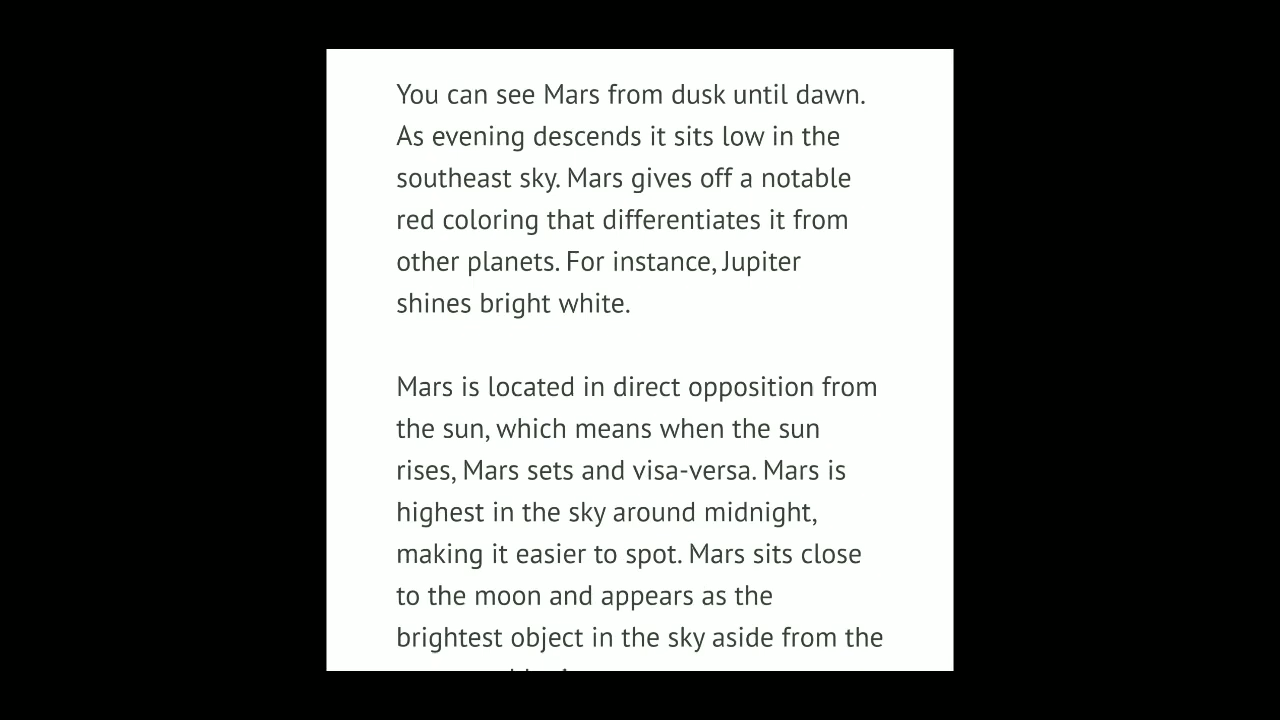 You can see Mars from dusk until dawn.
As evening descends it sits low in the
southeast sky. Mars gives off a notable
red coloring that differentiates it from
other planets. For instance, Jupiter
shines bright white.
Mars is located in direct opposition from
the sun, which means when the sun
rises, Mars sets and visa-versa. Mars is
highest in the sky around midnight,
making it easier to spot. Mars sits close
to the moon and appears as the
brightest object in the sky aside from the